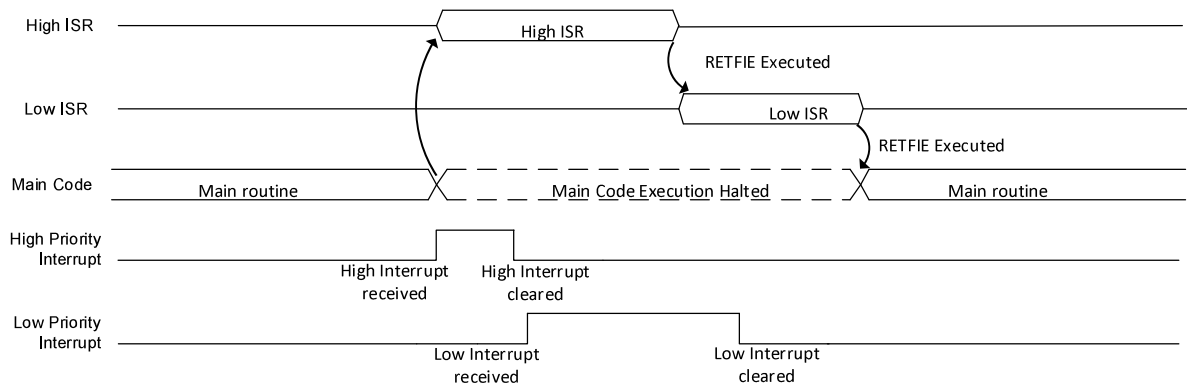 High ISR
High ISR
RETFIE Executed
Low ISR
Low ISR
RETFIE Executed
Main Code
Main routine
Main Code Execution Halted
Main routine
High Priority
Interrupt
High Interrupt
received
High Interrupt
cleared
Low Priority
Interrupt
Low Interrupt
received
Low Interrupt
cleared